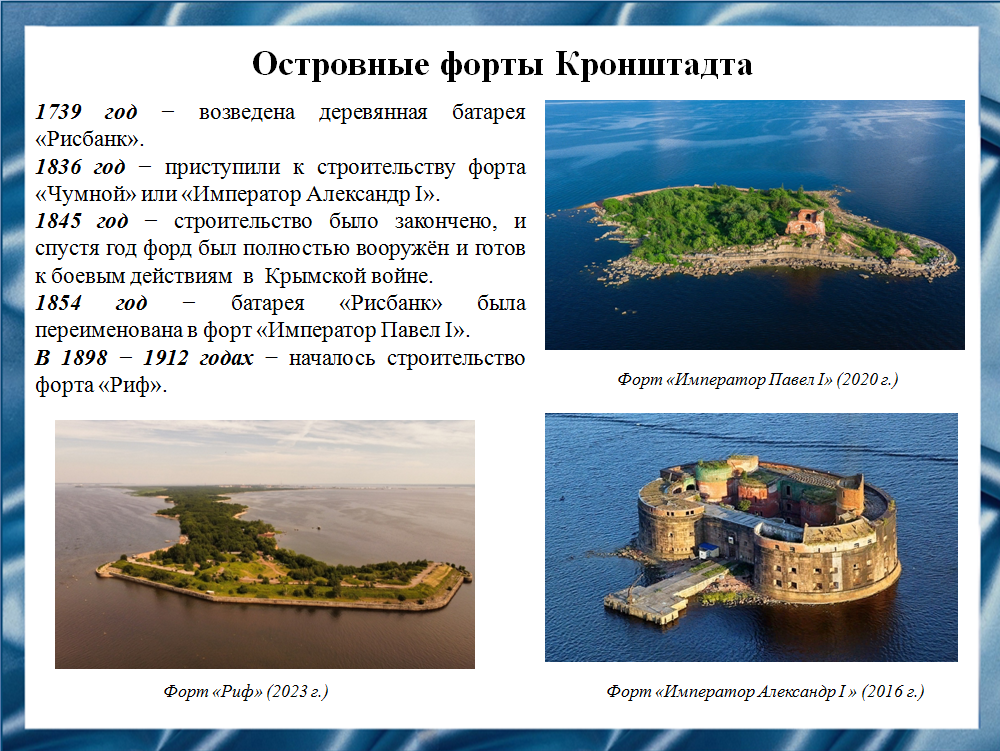 Островные форты Кронштадта
1739 год − возведена деревянная батарея
«Рисбанк».
1836 год − приступили к строительству форта
«Чумной» или «Император Александр I».
1845 год − строительство было закончено, и
спустя год форд был полностью вооружён и готов
к боевым действиям в Крымской войне.
1854 год − батарея «Рисбанк» была
переименована в форт «Император Павел I».
В 1898 − 1912 годах − началось строительство
форта «Риф».
Форт «Император Павел I» (2020 г.)
Форт «Риф» (2023 г.)
Форт «Император Александр I » (2016 г.)